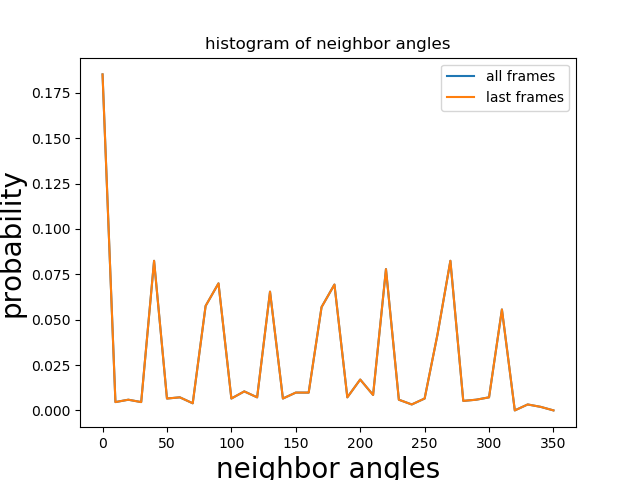 histogram of neighbor angles
all frames
last frames
probability
0.175
0.150
0.125
0.100
0.075
0.050
0.025
0.000
0 50 100 150 200 250 300 350
neighbor angles